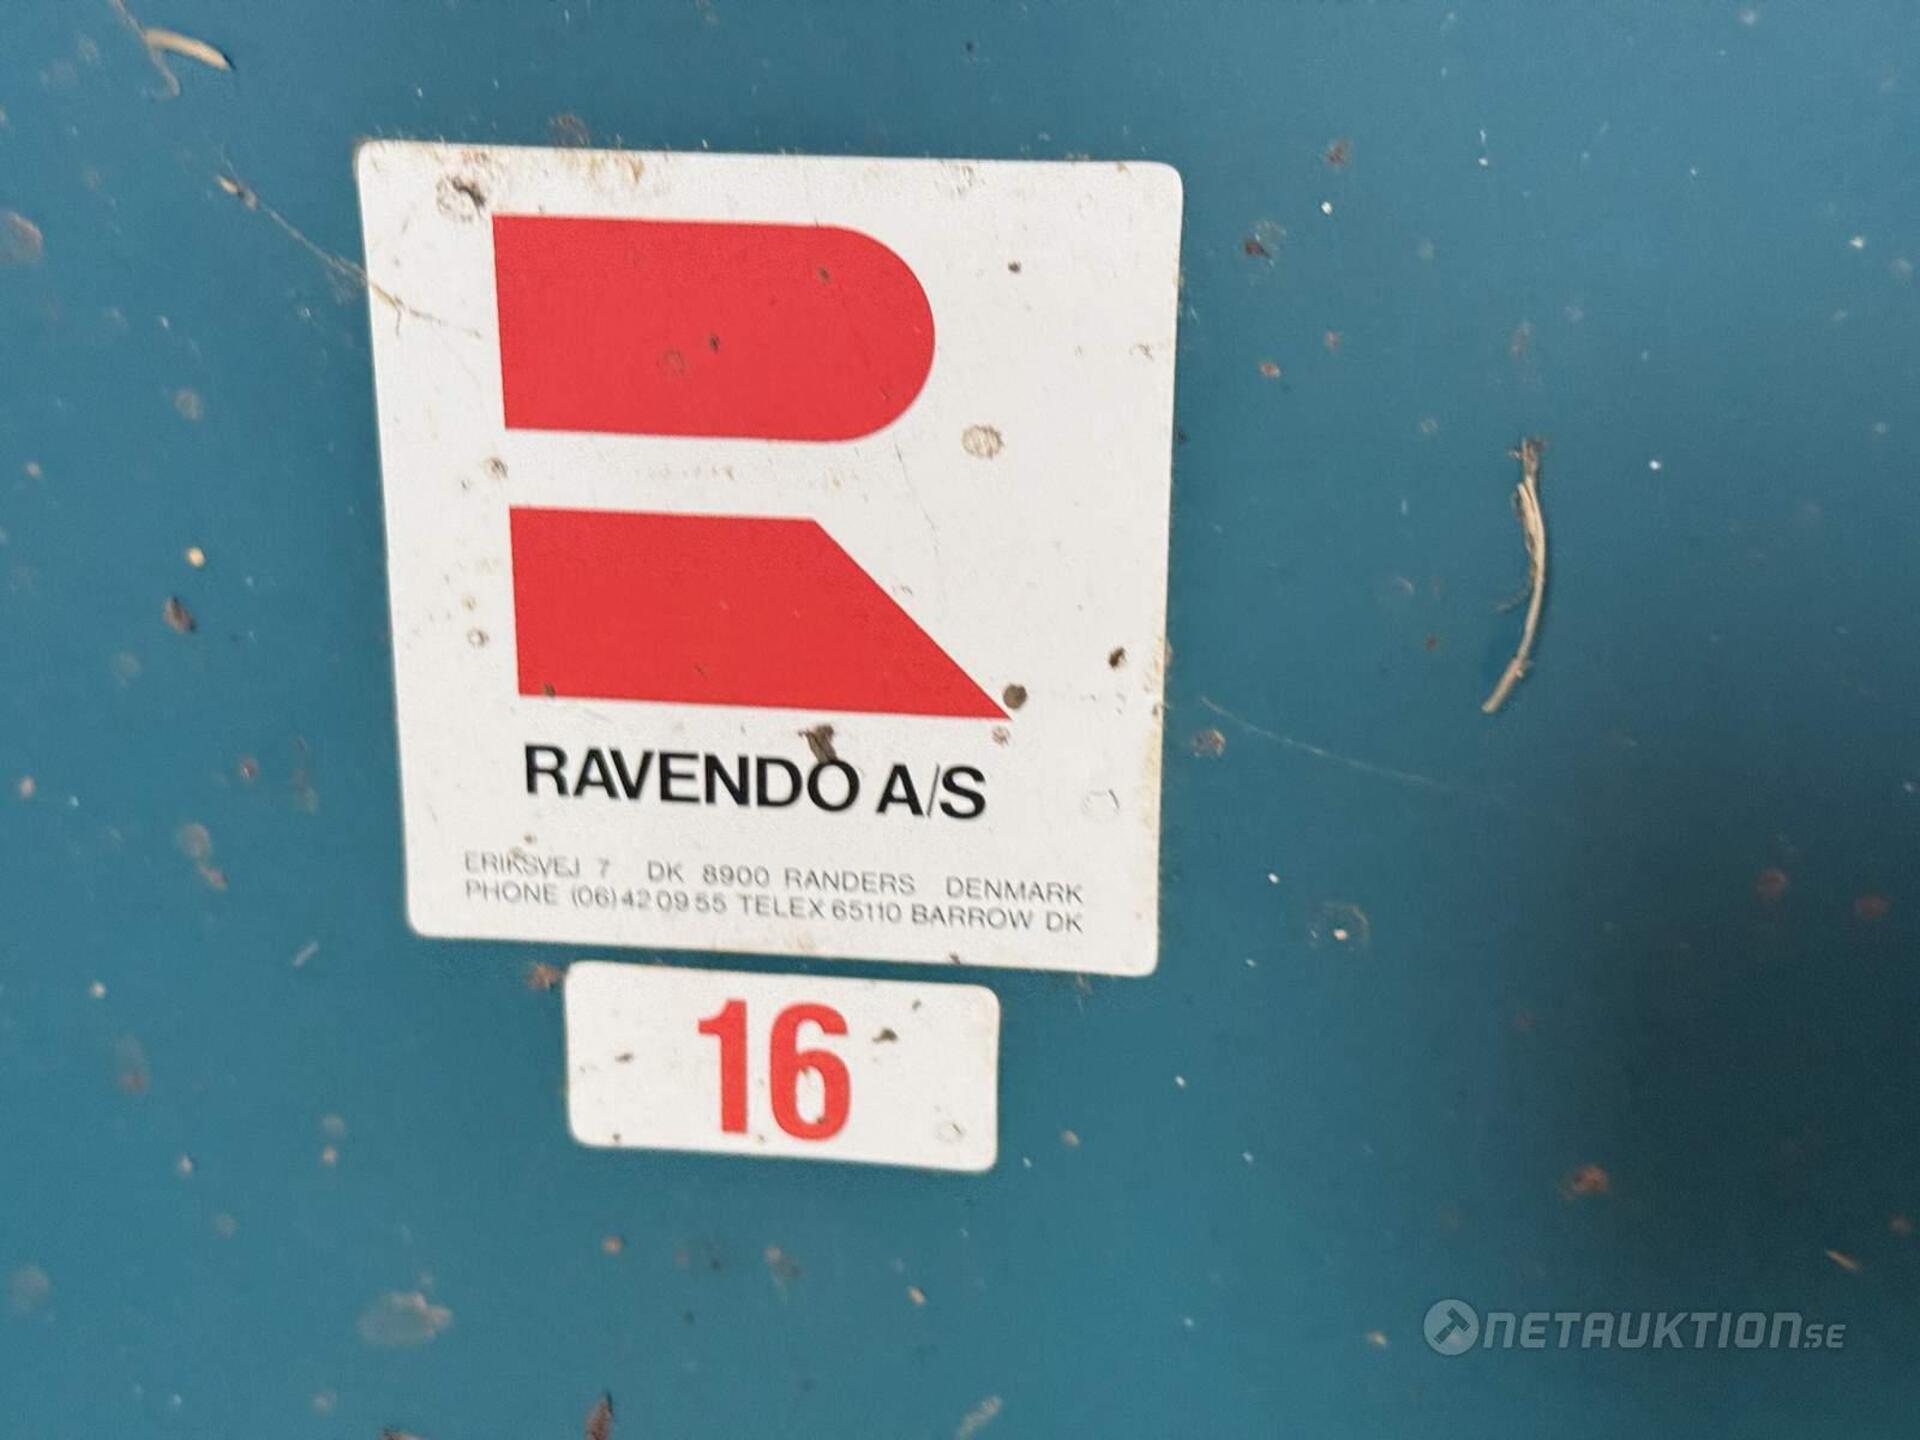 RAVENDO A/S
ERIKSVEJ 7 DK 8900 RANDERS DENMARK
PHONE (06) 42 09 55 TELEX 65110 BARROW DK
16
NETAUKTION.SE